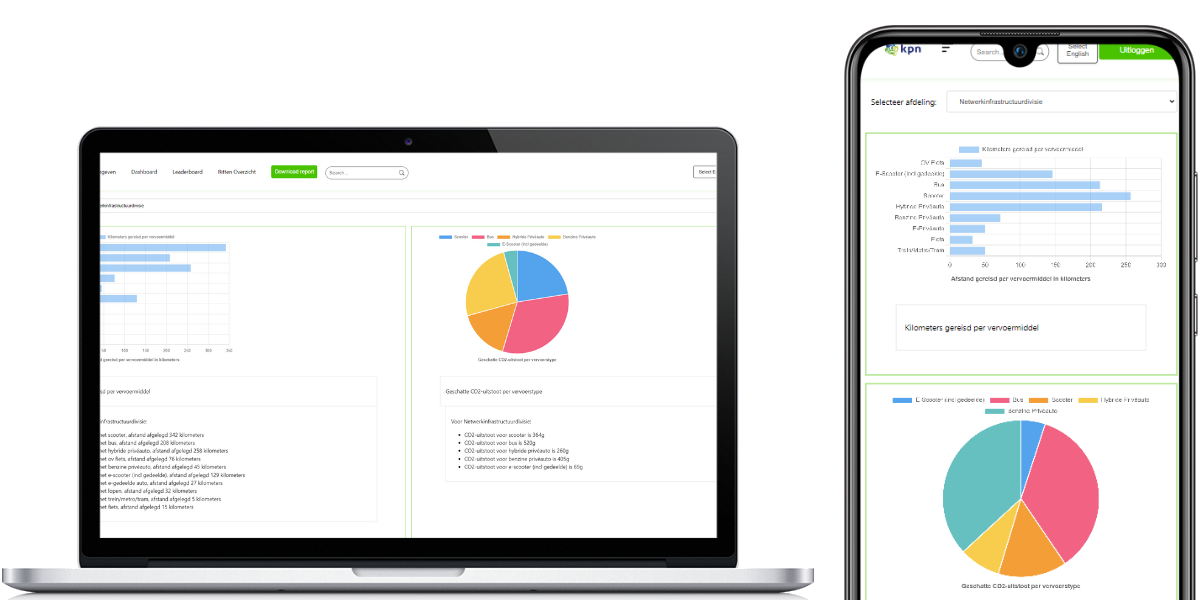 egeven Dashboard Leaderboard Ritten Overzicht Download report Search... Select E
erkinfrastructuurdivisie
Kilometers gereisd per vervoermiddel
50 100 150 200 250 300 350
d gereisd per vervoermiddel in kilometers
sd per vervoermiddel
nfrastructuurdivisie:
et scooter, afstand afgelegd 342 kilometers
et bus, afstand afgelegd 208 kilometers
et hybride privéauto, afstand afgelegd 258 kilometers
et ov fiets, afstand afgelegd 76 kilometers
et benzine privéauto, afstand afgelegd 45 kilometers
et e-scooter (incl gedeelde), afstand afgelegd 129 kilometers
et e-gedeelde auto, afstand afgelegd 27 kilometers
et lopen, afstand afgelegd 32 kilometers
et trein/metro/tram, afstand afgelegd 5 kilometers
et fiets, afstand afgelegd 15 kilometers
Scooter Bus Hybride Privéauto Benzine Privéauto
E-Scooter (incl gedeelde)
Geschatte CO2-uitstoot per vervoerstype
Geschatte CO2-uitstoot per vervoerstype
Voor Netwerkinfrastructuurdivisie:
CO2-uitstoot voor scooter is 364g
CO2-uitstoot voor bus is 520g
CO2-uitstoot voor hybride privéauto is 260g
CO2-uitstoot voor benzine privéauto is 405g
CO2-uitstoot voor e-scooter (incl gedeelde) is 65g
kpn Search... Select English Uitloggen
Selecteer afdeling: Netwerkinfrastructuurdivisie
Kilometers gereisd per vervoermiddel
OV Fiets
E-Scooter (incl gedeelde)
Bus
Scooter
Hybride Privéauto
Benzine Privéauto
E-Privéauto
Fiets
Trein/Metro/Tram
0 50 100 150 200 250 300
Afstand gereisd per vervoermiddel in kilometers
Kilometers gereisd per vervoermiddel
E-Scooter (incl gedeelde) Bus Scooter Hybride Privéauto
Benzine Privéauto
Geschatte CO2-uitstoot per vervoerstype